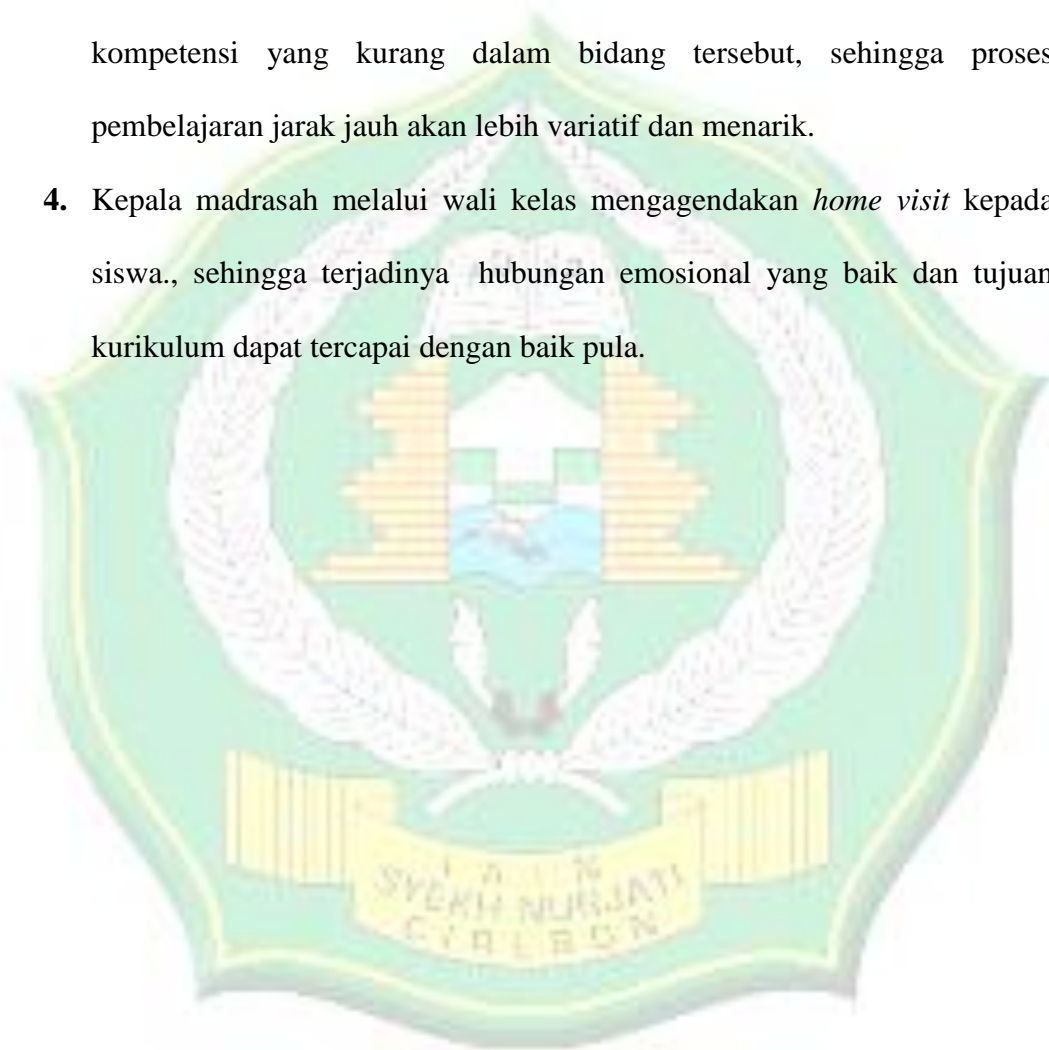 kompetensi yang kurang dalam bidang tersebut, sehingga proses
pembelajaran jarak jauh akan lebih variatif dan menarik.
4. Kepala madrasah melalui wali kelas mengagendakan home visit kepada
siswa., sehingga terjadinya hubungan emosional yang baik dan tujuan
kurikulum dapat tercapai dengan baik pula.
IAIN
SYEKH NURJATI
CIREBON